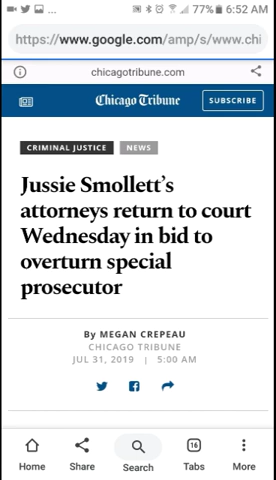 77% 6:52 AM
https://www.google.com/amp/s/www.chi
chicagotribune.com
Chicago Tribune
SUBSCRIBE
CRIMINAL JUSTICE NEWS
Jussie Smollett's
attorneys return to court
Wednesday in bid to
overturn special
prosecutor
By MEGAN CREPEAU
CHICAGO TRIBUNE
JUL 31, 2019 | 5:00 AM
16
Home Share Search Tabs More